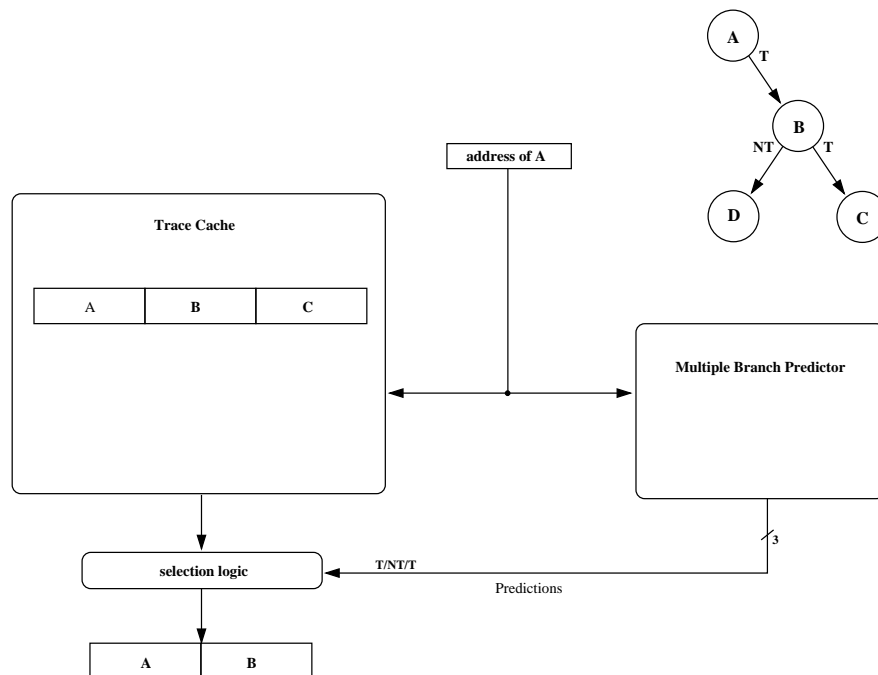 A
T
B
NT
T
D
C
address of A
Trace Cache
A B C
Multiple Branch Predictor
3
T/NT/T
selection logic
Predictions
A B